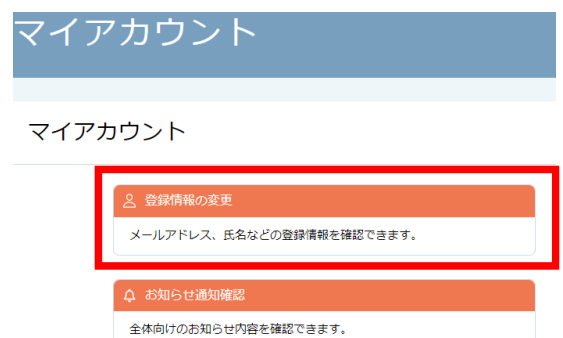 マイアカウント
マイアカウント
登録情報の変更
メールアドレス、氏名などの登録情報を確認できます。
お知らせ通知確認
全体向けのお知らせ内容を確認できます。